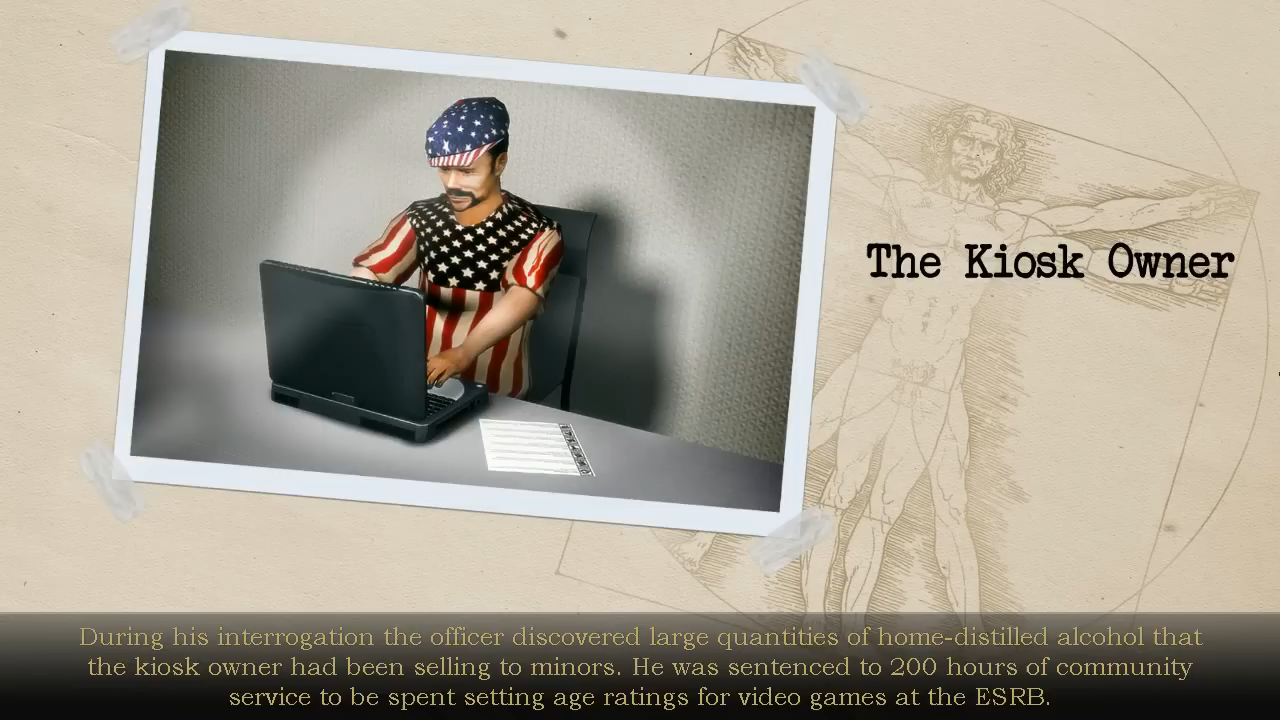 The Kiosk Owner
During his interrogation the officer discovered large quantities of home-distilled alcohol that
the kiosk owner had been selling to minors. He was sentenced to 200 hours of community
service to be spent setting age ratings for video games at the ESRB.